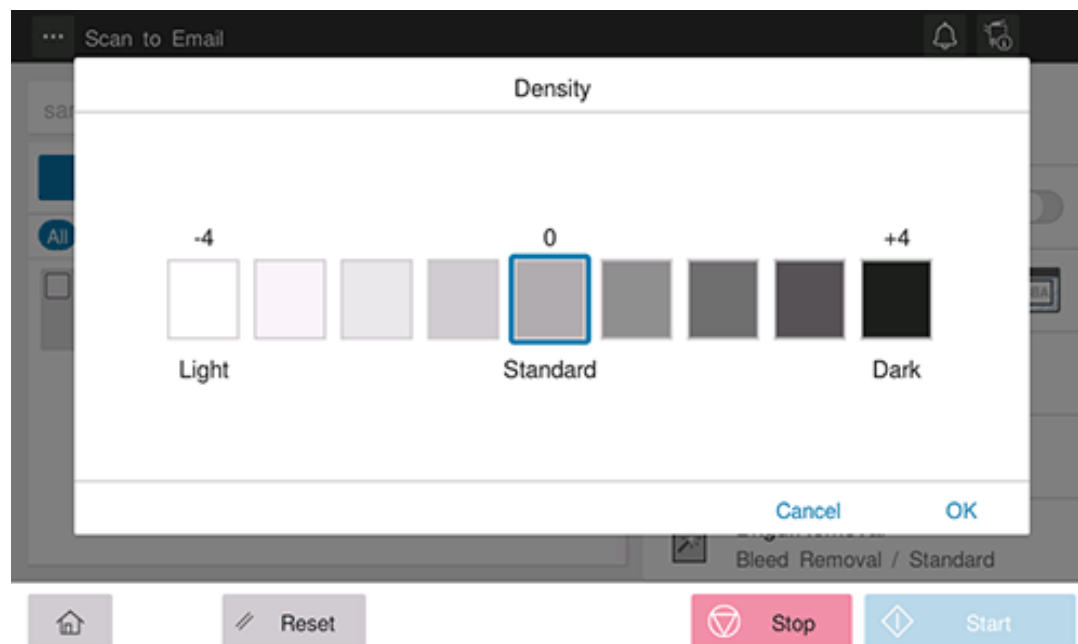 Scan to Email
Density
All
-4 0 +4
Light Standard Dark
Cancel OK
Bleed Removal / Standard
Reset Stop Start